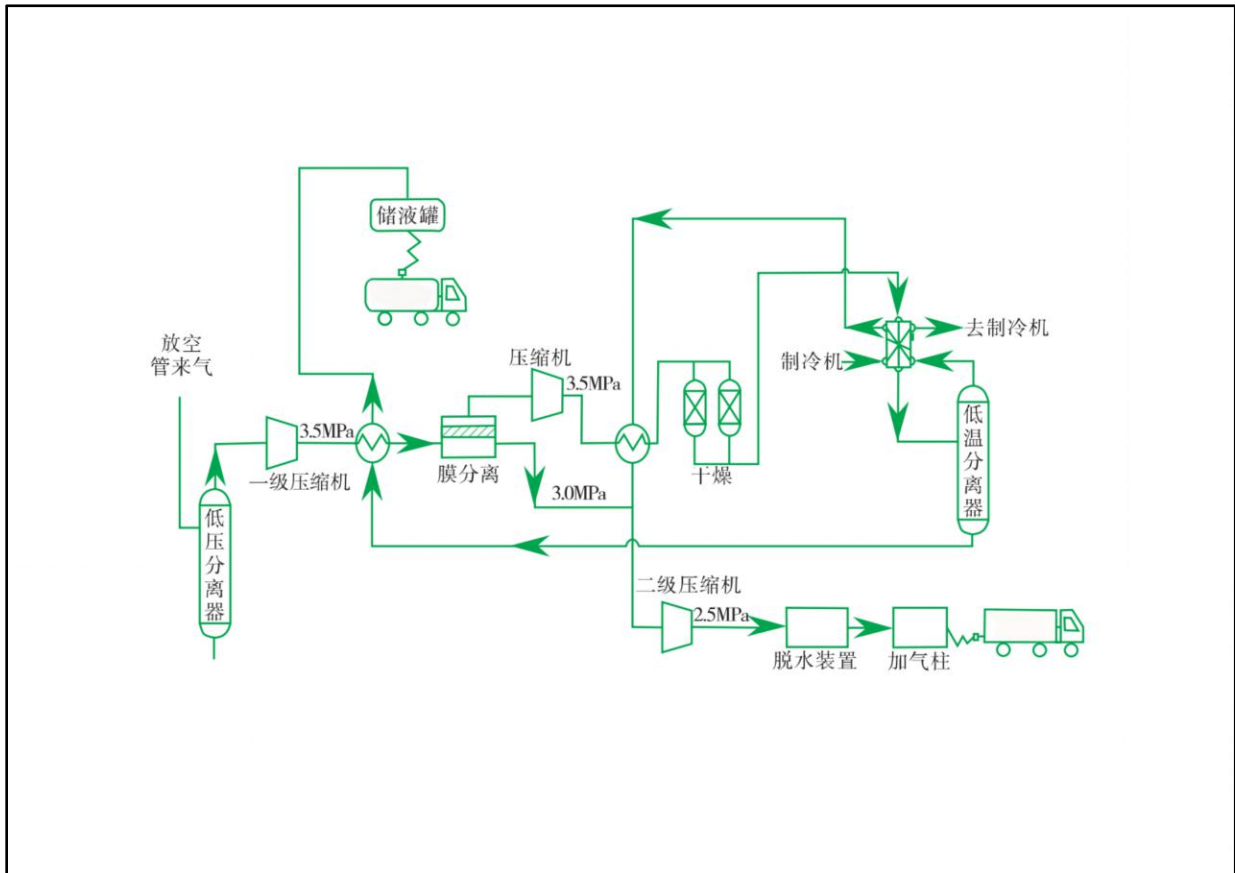 储液罐
放空
管来气
压缩机
3.5MPa
去制冷机
制冷机
3.5MPa
一级压缩机
膜分离
3.0MPa
干燥
低温分离器
低压分离器
二级压缩机
2.5MPa
脱水装置
加气柱